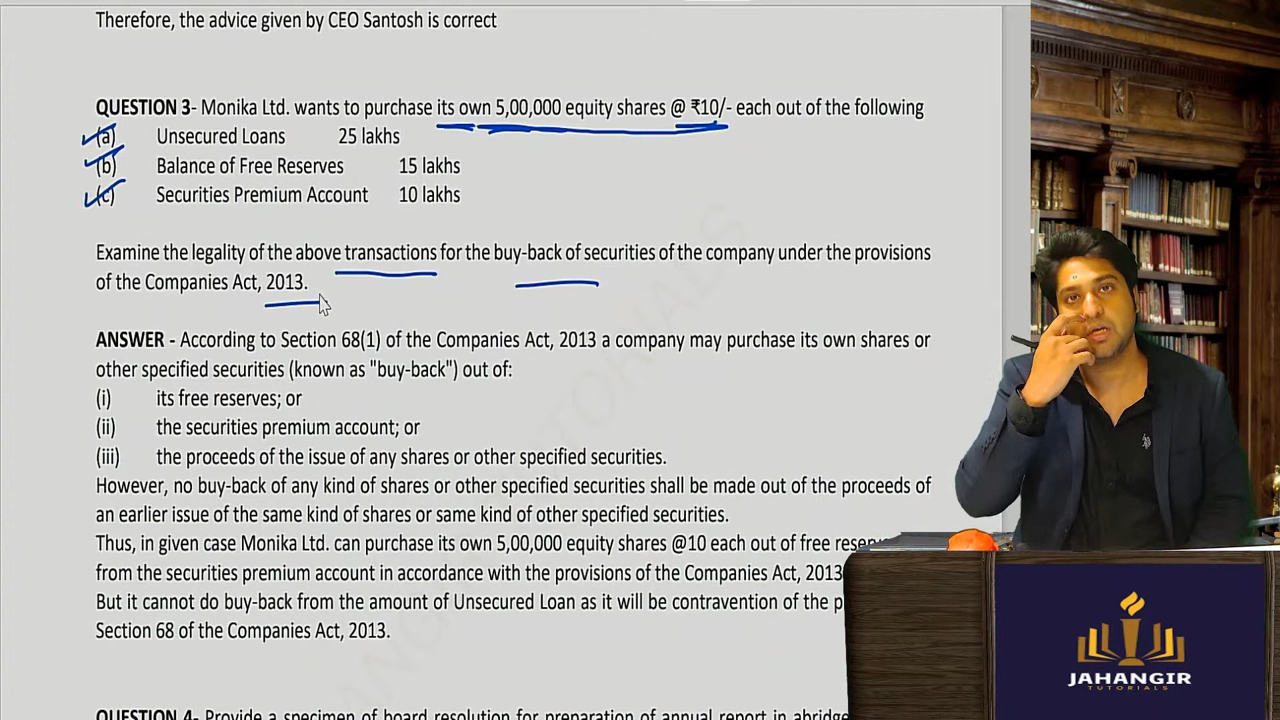 Therefore, the advice given by CEO Santosh is correct
QUESTION 3- Monika Ltd. wants to purchase its own 5,00,000 equity shares @ ₹10/- each out of the following
(a) Unsecured Loans 25 lakhs
(b) Balance of Free Reserves 15 lakhs
(c) Securities Premium Account 10 lakhs
Examine the legality of the above transactions for the buy-back of securities of the company under the provisions
of the Companies Act, 2013.
ANSWER - According to Section 68(1) of the Companies Act, 2013 a company may purchase its own shares or
other specified securities (known as "buy-back") out of:
(i) its free reserves; or
(ii) the securities premium account; or
(iii) the proceeds of the issue of any shares or other specified securities.
However, no buy-back of any kind of shares or other specified securities shall be made out of the proceeds of
an earlier issue of the same kind of shares or same kind of other specified securities.
Thus, in given case Monika Ltd. can purchase its own 5,00,000 equity shares @10 each out of free
from the securities premium account in accordance with the provisions of the Companies Act, 2013
But it cannot do buy-back from the amount of Unsecured Loan as it will be contravention of the
Section 68 of the Companies Act, 2013.
QUESTION 4- Provide a specimen of board resolution for preparation of annual report in
JAHANGIR
TUTORIALS